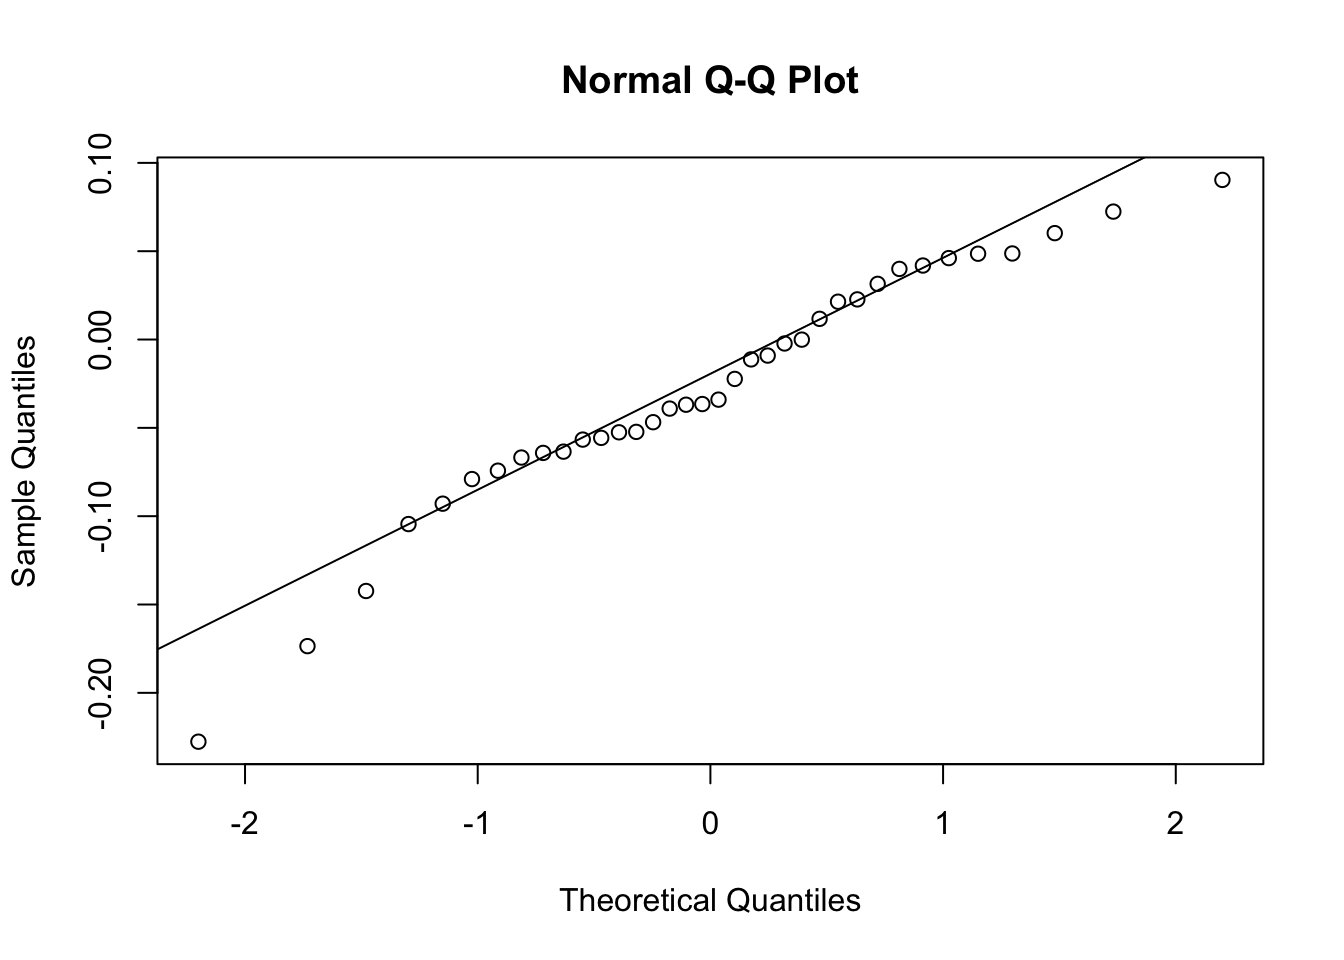 Normal Q-Q Plot
0.10
0.00
-0.10
-0.20
Sample Quantiles
-2 -1 0 1 2
Theoretical Quantiles